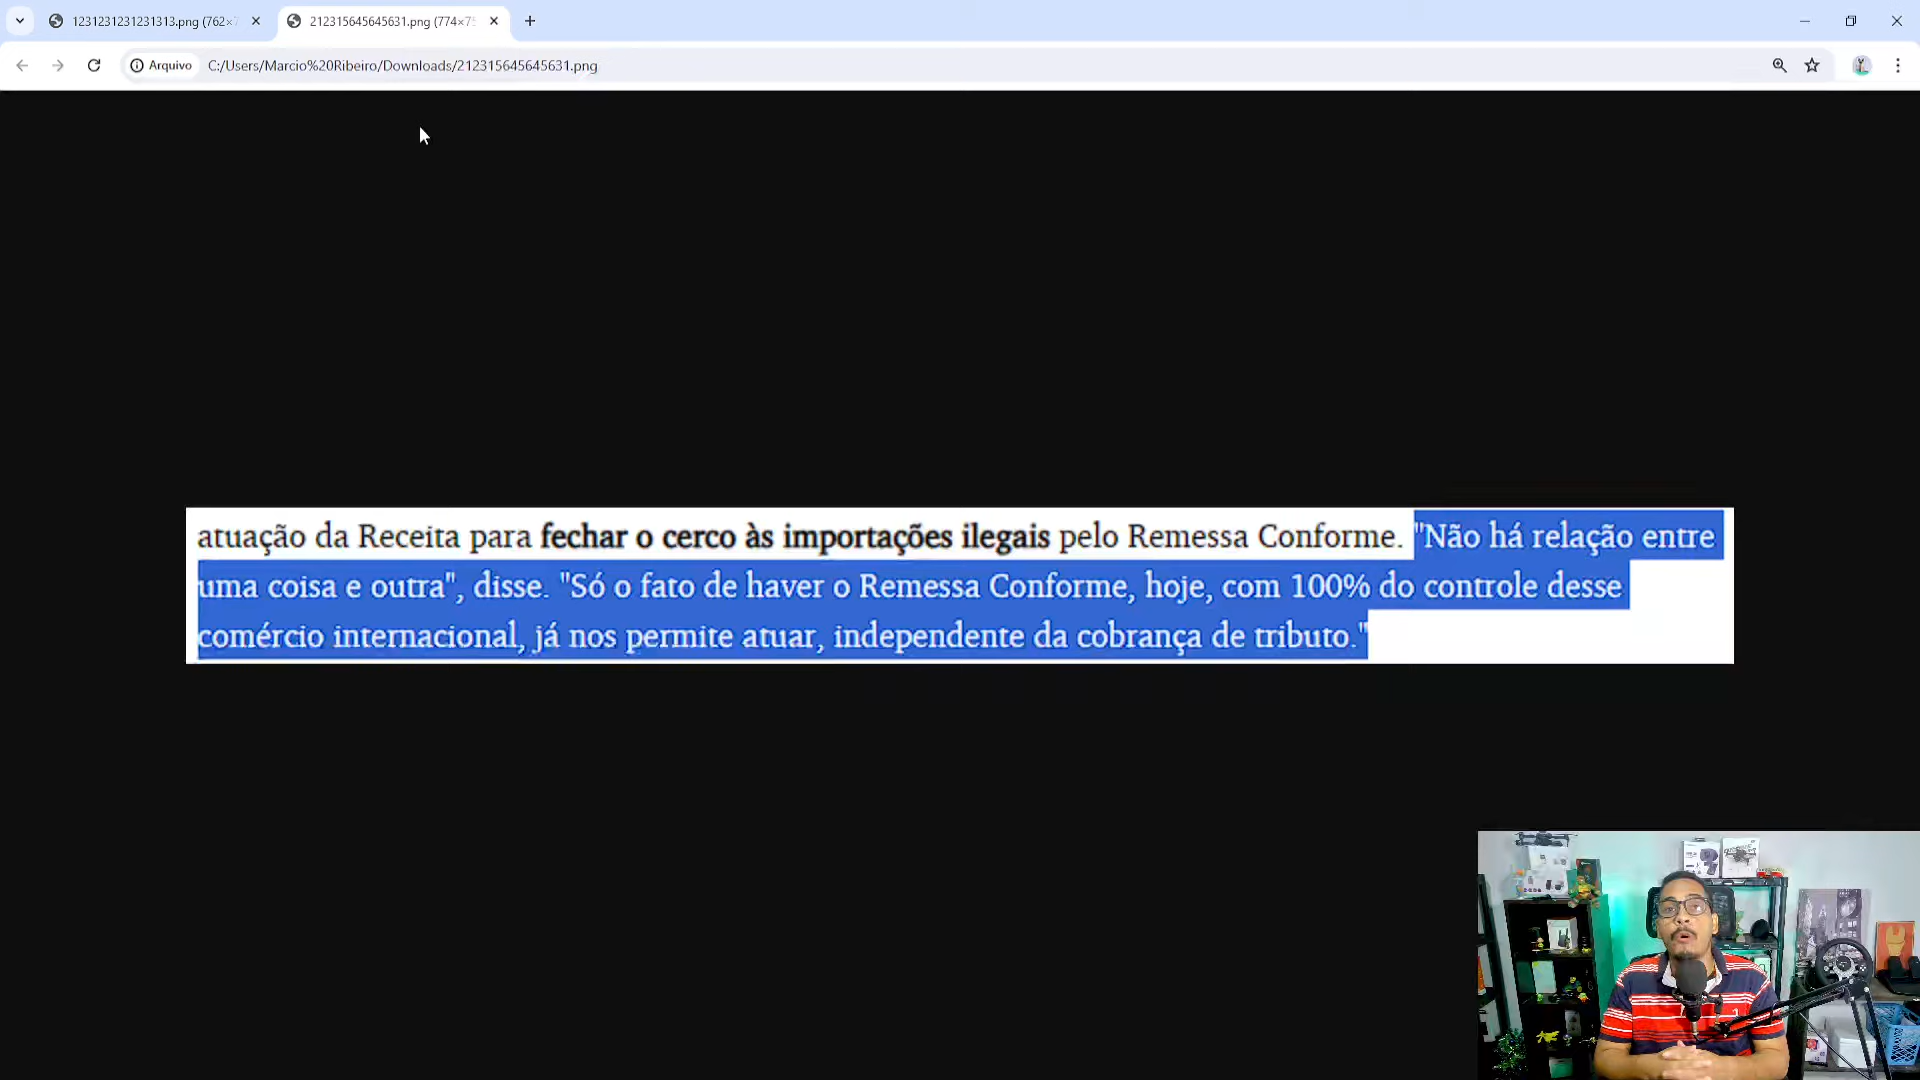 1231231231231313.png (762×7
212315645645631.png (774×7
Arquivo
C:/Users/Marcio%20Ribeiro/Downloads/212315645645631.png
atuação da Receita para fechar o cerco às importações ilegais pelo Remessa Conforme. "Não há relação entre
uma coisa e outra", disse. "Só o fato de haver o Remessa Conforme, hoje, com 100% do controle desse
comércio internacional, já nos permite atuar, independente da cobrança de tributo."